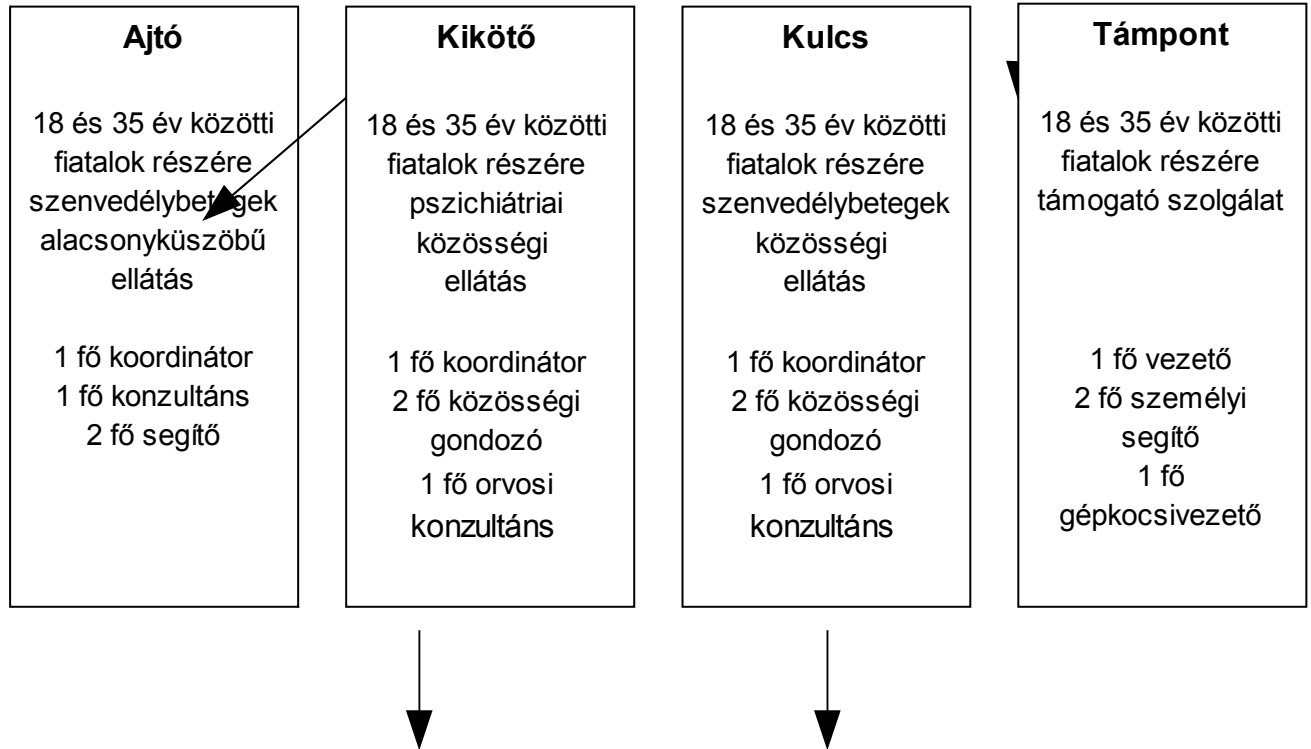 Ajtó
18 és 35 év közötti
fiatalok részére
szenvedélybetegek
alacsonyküszöbű
ellátás
1 fő koordinátor
1 fő konzultáns
2 fő segítő
Kikötő
18 és 35 év közötti
fiatalok részére
pszichiátriai
közösségi
ellátás
1 fő koordinátor
2 fő közösségi
gondozó
1 fő orvosi
konzultáns
Kulcs
18 és 35 év közötti
fiatalok részére
szenvedélybetegek
közösségi
ellátás
1 fő koordinátor
2 fő közösségi
gondozó
1 fő orvosi
konzultáns
Támpont
18 és 35 év közötti
fiatalok részére
támogató szolgálat
1 fő vezető
2 fő személyi
segítő
1 fő
gépkocsivezető